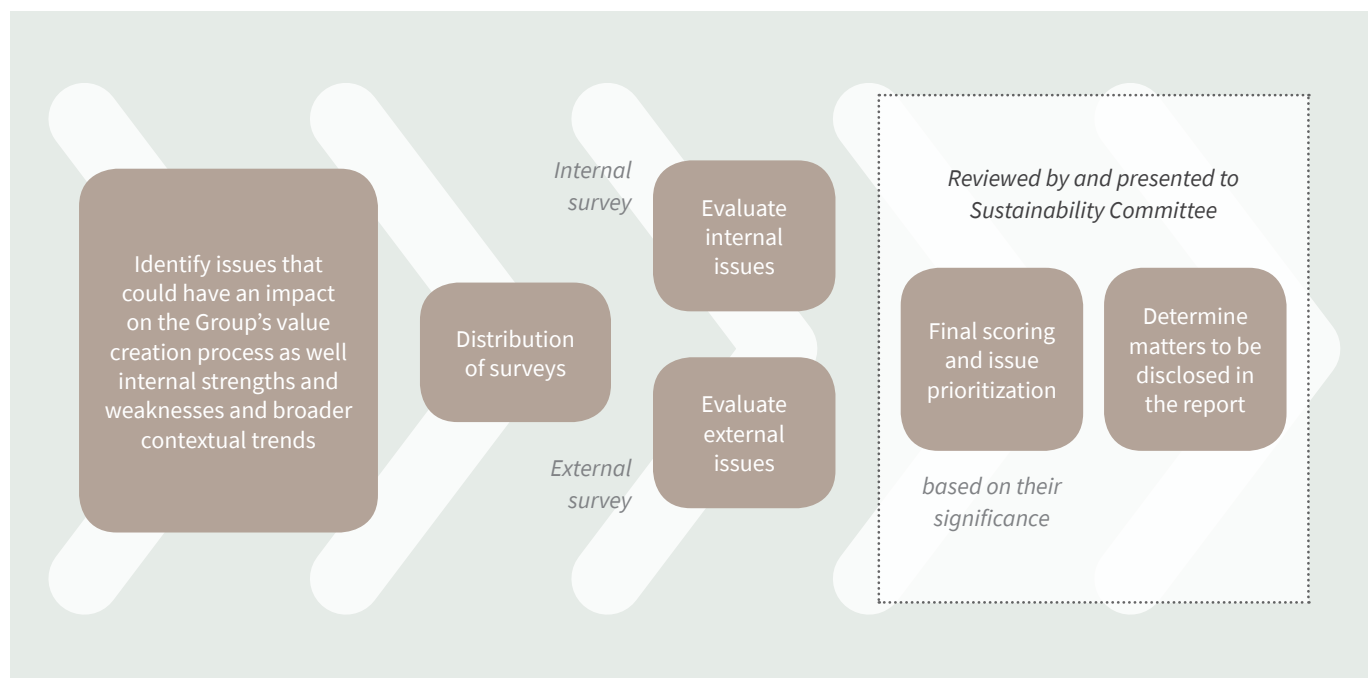 Identify issues that
could have an impact
on the Group’s value
creation process as well
internal strengths and
weaknesses and broader
contextual trends
Distribution
of surveys
Internal
survey
Evaluate
internal
issues
External
survey
Evaluate
external
issues
Reviewed by and presented to
Sustainability Committee
Final scoring
and issue
prioritization
based on their
significance
Determine
matters to be
disclosed in
the report